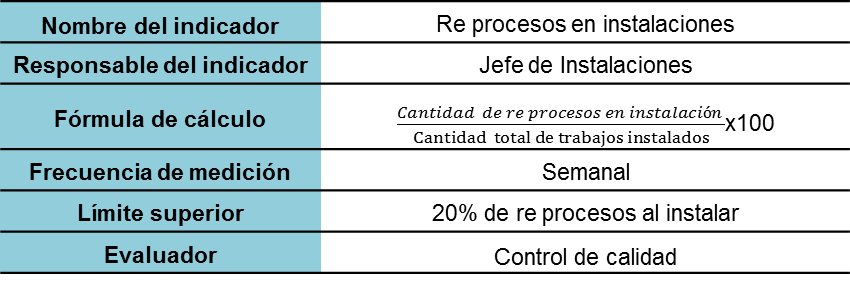 Nombre del indicador Re procesos en instalaciones
Responsable del indicador Jefe de Instalaciones
Fórmula de cálculo Cantidad de re procesos en instalación / Cantidad total de trabajos instalados x100
Frecuencia de medición Semanal
Límite superior 20% de re procesos al instalar
Evaluador Control de calidad